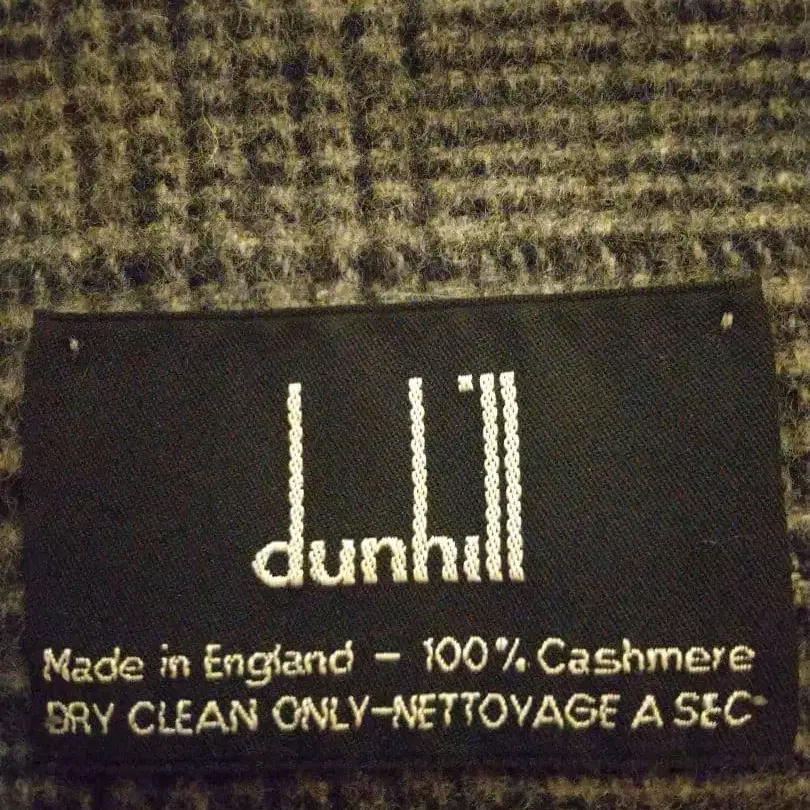 dunhill
Made in England - 100% Cashmere
DRY CLEAN ONLY-NETTOYAGE A SEC